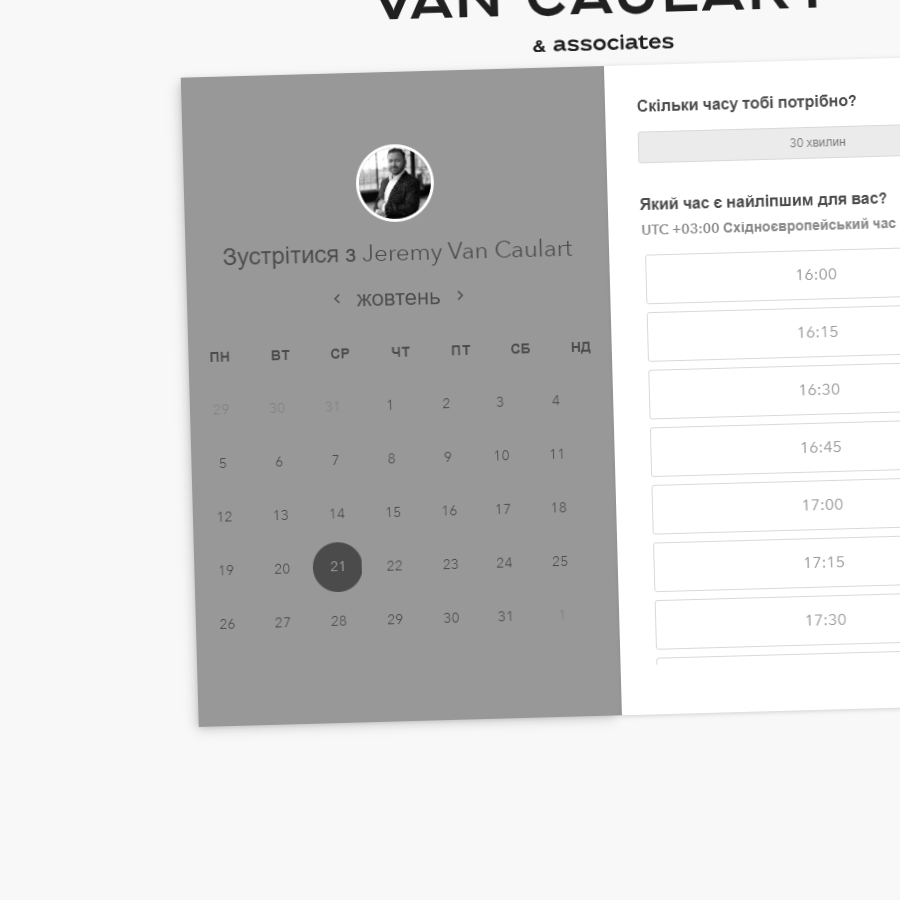 VAN CAULART
& associates
Зустрітися з Jeremy Van Caulart
жовтень
ПН ВТ СР ЧТ ПТ СБ НД
29 30 31 1 2 3 4
5 6 7 8 9 10 11
12 13 14 15 16 17 18
19 20 21 22 23 24 25
26 27 28 29 30 31 1
Скільки часу тобі потрібно?
30 хвилин
Який час є найліпшим для вас?
UTC +03:00 Східноєвропейський час
16:00
16:15
16:30
16:45
17:00
17:15
17:30